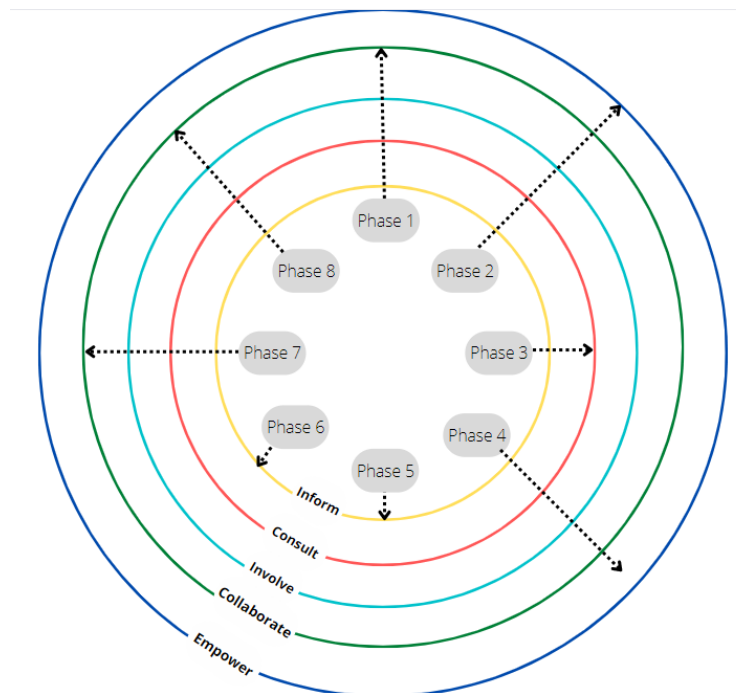 Phase 1
Phase 8
Phase 2
Phase 7
Phase 3
Phase 6
Phase 4
Phase 5
Inform
Consult
Involve
Collaborate
Empower